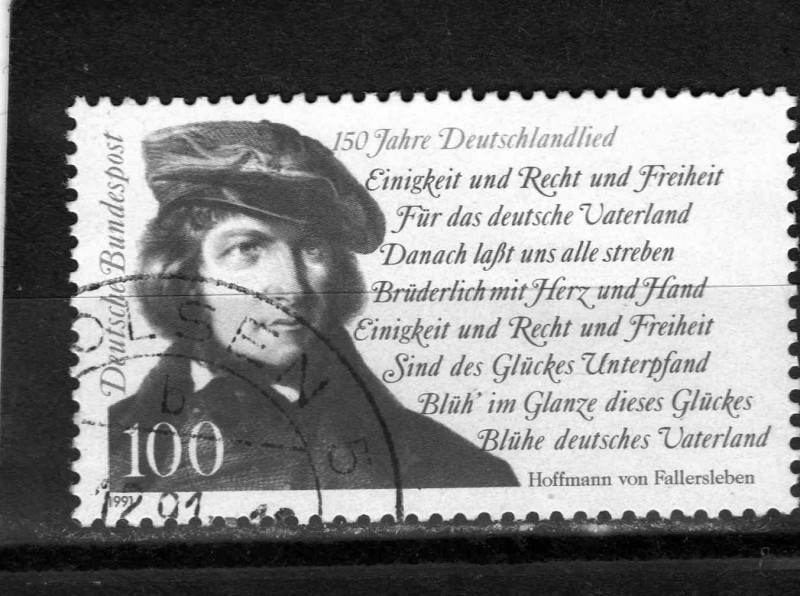 150 Jahre Deutschlandlied
Einigkeit und Recht und Freiheit
Für das deutsche Vaterland
Danach laßt uns alle streben
Brüderlich mit Herz und Hand
Einigkeit und Recht und Freiheit
Sind des Glückes Unterpfand
Blüh' im Glanze dieses Glückes
Blühe deutsches Vaterland
Hoffmann von Fallersleben
Deutsche Bundespost
100
1991